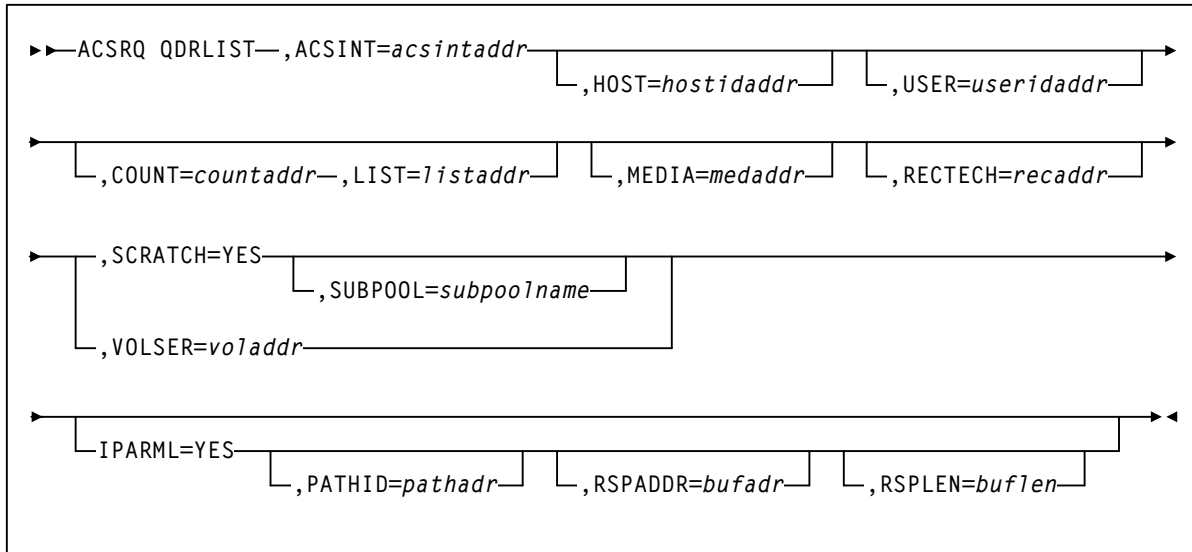 ACSRQ QDRLIST ,ACSINT=acsintaddr
,HOST=hostidaddr ,USER=useridaddr
,COUNT=countaddr ,LIST=listaddr ,MEDIA=medaddr ,RECTECH=recaddr
,SCRATCH=YES
,SUBPOOL=subpoolname
,VOLSER=voladdr
IPARML=YES
,PATHID=pathadr ,RSPADDR=bufadr ,RSPLEN=buflen